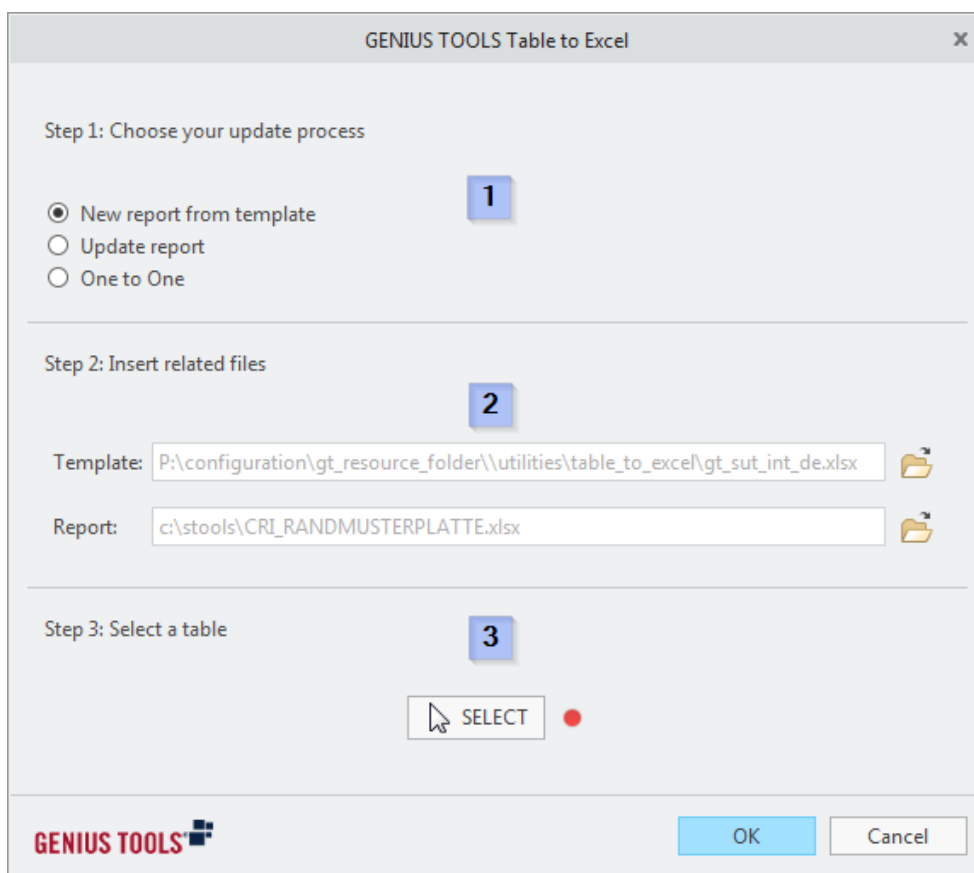 GENIUS TOOLS Table to Excel
Step 1: Choose your update process
1
New report from template
Update report
One to One
Step 2: Insert related files
2
Template: P:\configuration\gt_resource_folder\\utilities\table_to_excel\gt_sut_int_de.xlsx
Report: c:\stools\CRI_RANDMUSTERPLATTE.xlsx
Step 3: Select a table
3
SELECT
GENIUS TOOLS OK Cancel